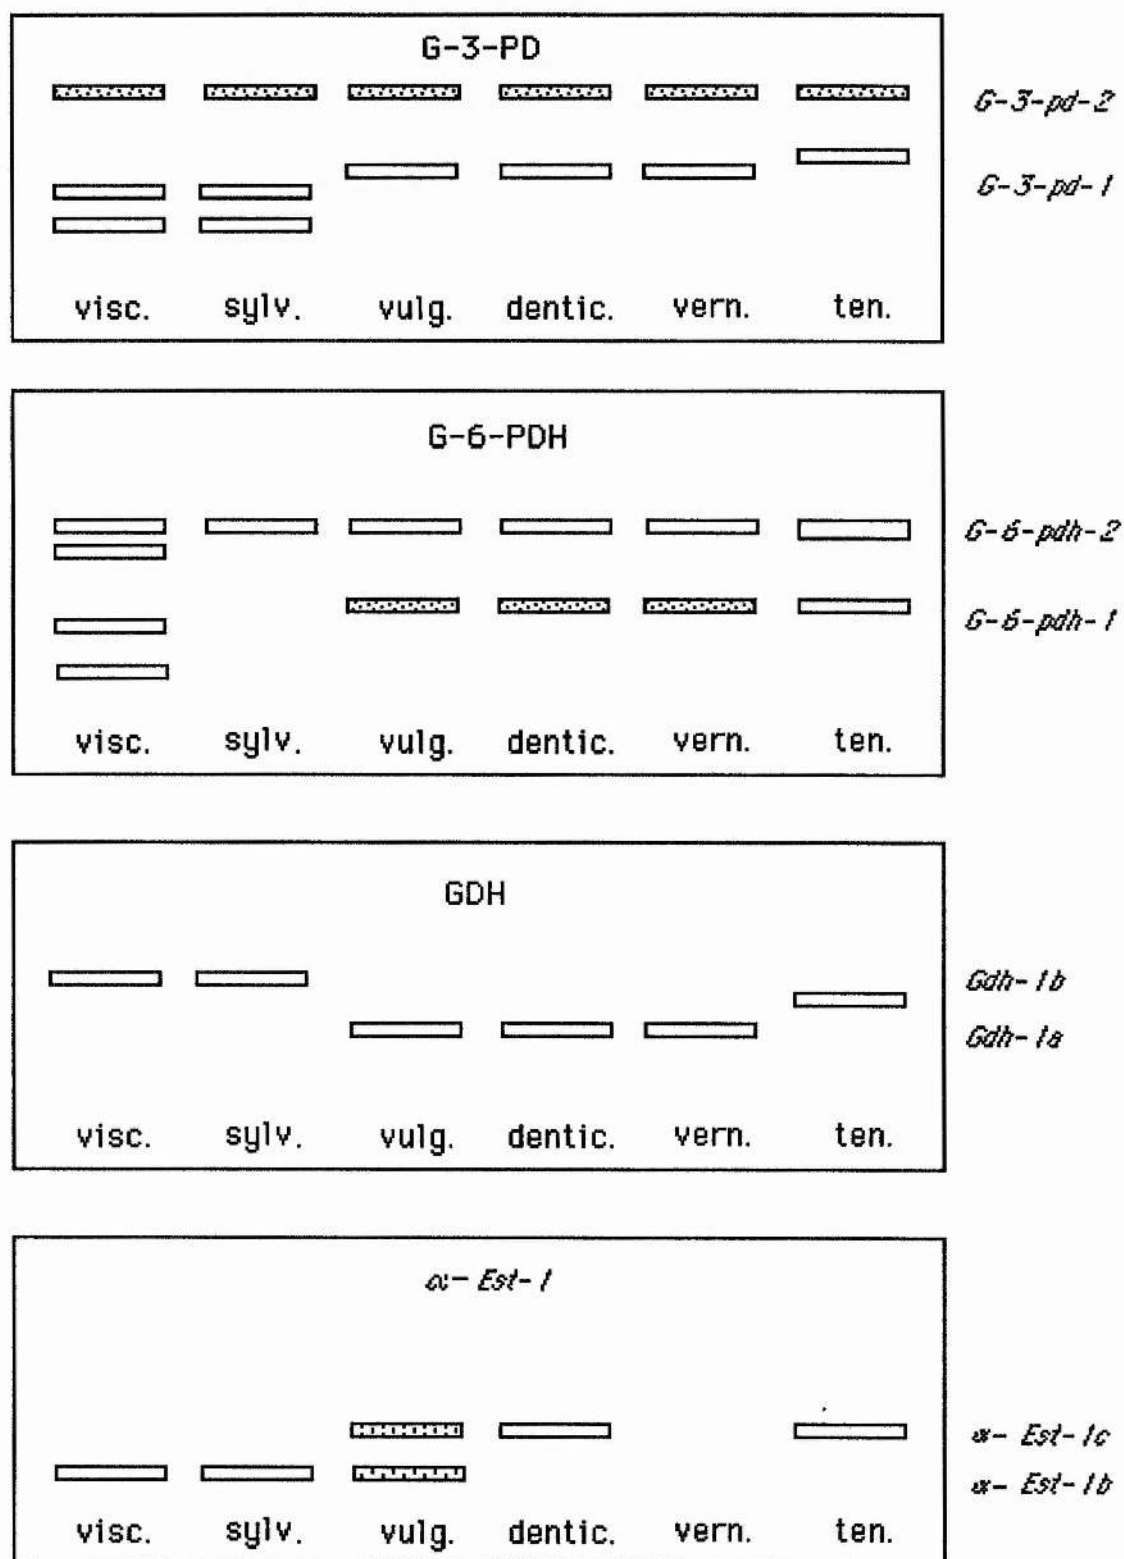 G-3-PD
G-3-pd-2
G-3-pd-1
visc. sylv. vulg. dentic. vern. ten.
G-6-PDH
G-6-pdh-2
G-6-pdh-1
visc. sylv. vulg. dentic. vern. ten.
GDH
Gdh-1b
Gdh-1a
visc. sylv. vulg. dentic. vern. ten.
α-Est-1
α-Est-1c
α-Est-1b
visc. sylv. vulg. dentic. vern. ten.